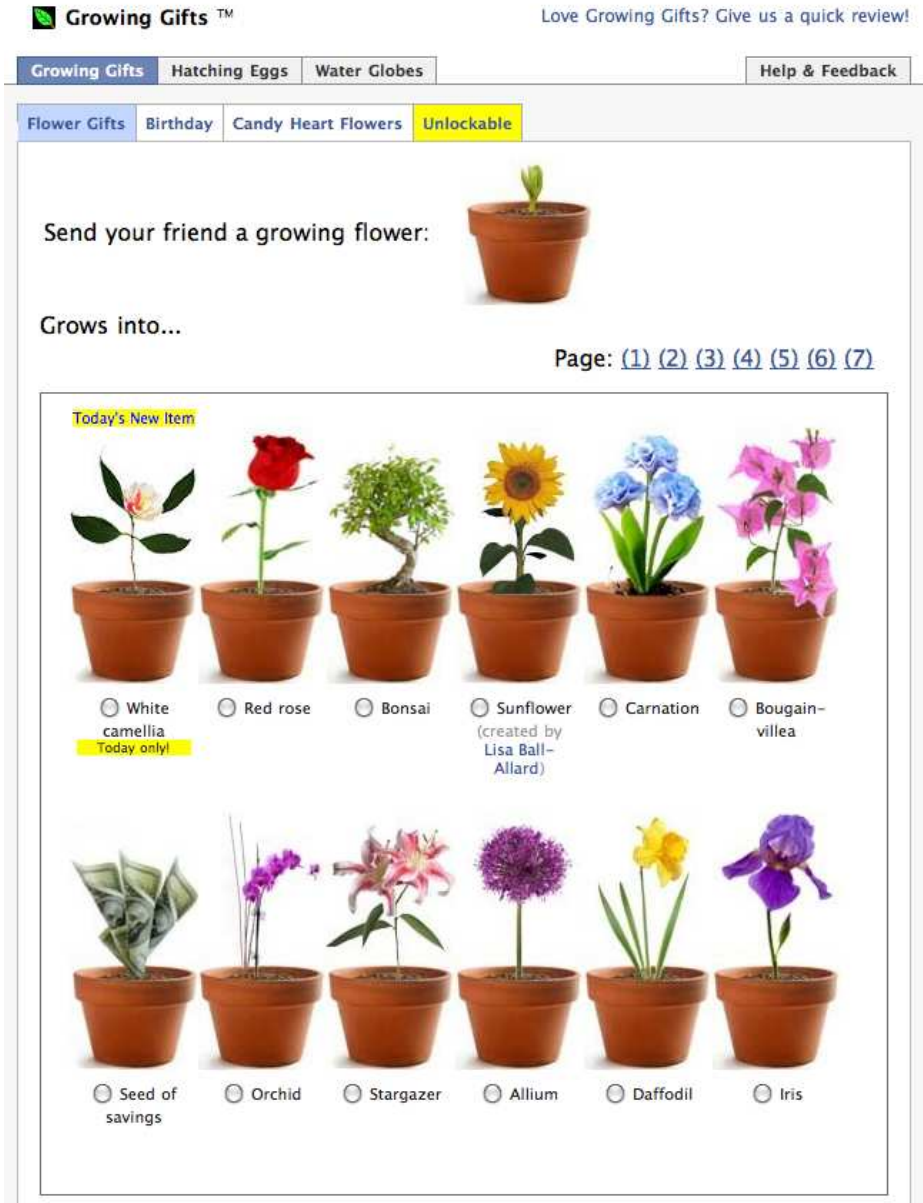 Growing Gifts ™
Love Growing Gifts? Give us a quick review!
Growing Gifts Hatching Eggs Water Globes Help & Feedback
Flower Gifts Birthday Candy Heart Flowers Unlockable
Send your friend a growing flower:
Grows into...
Page: (1) (2) (3) (4) (5) (6) (7)
Today's New Item
White
camellia
Today only!
Red rose
Bonsai
Sunflower
(created by
Lisa Ball-
Allard)
Carnation
Bougain-
villea
Seed of
savings
Orchid
Stargazer
Allium
Daffodil
Iris